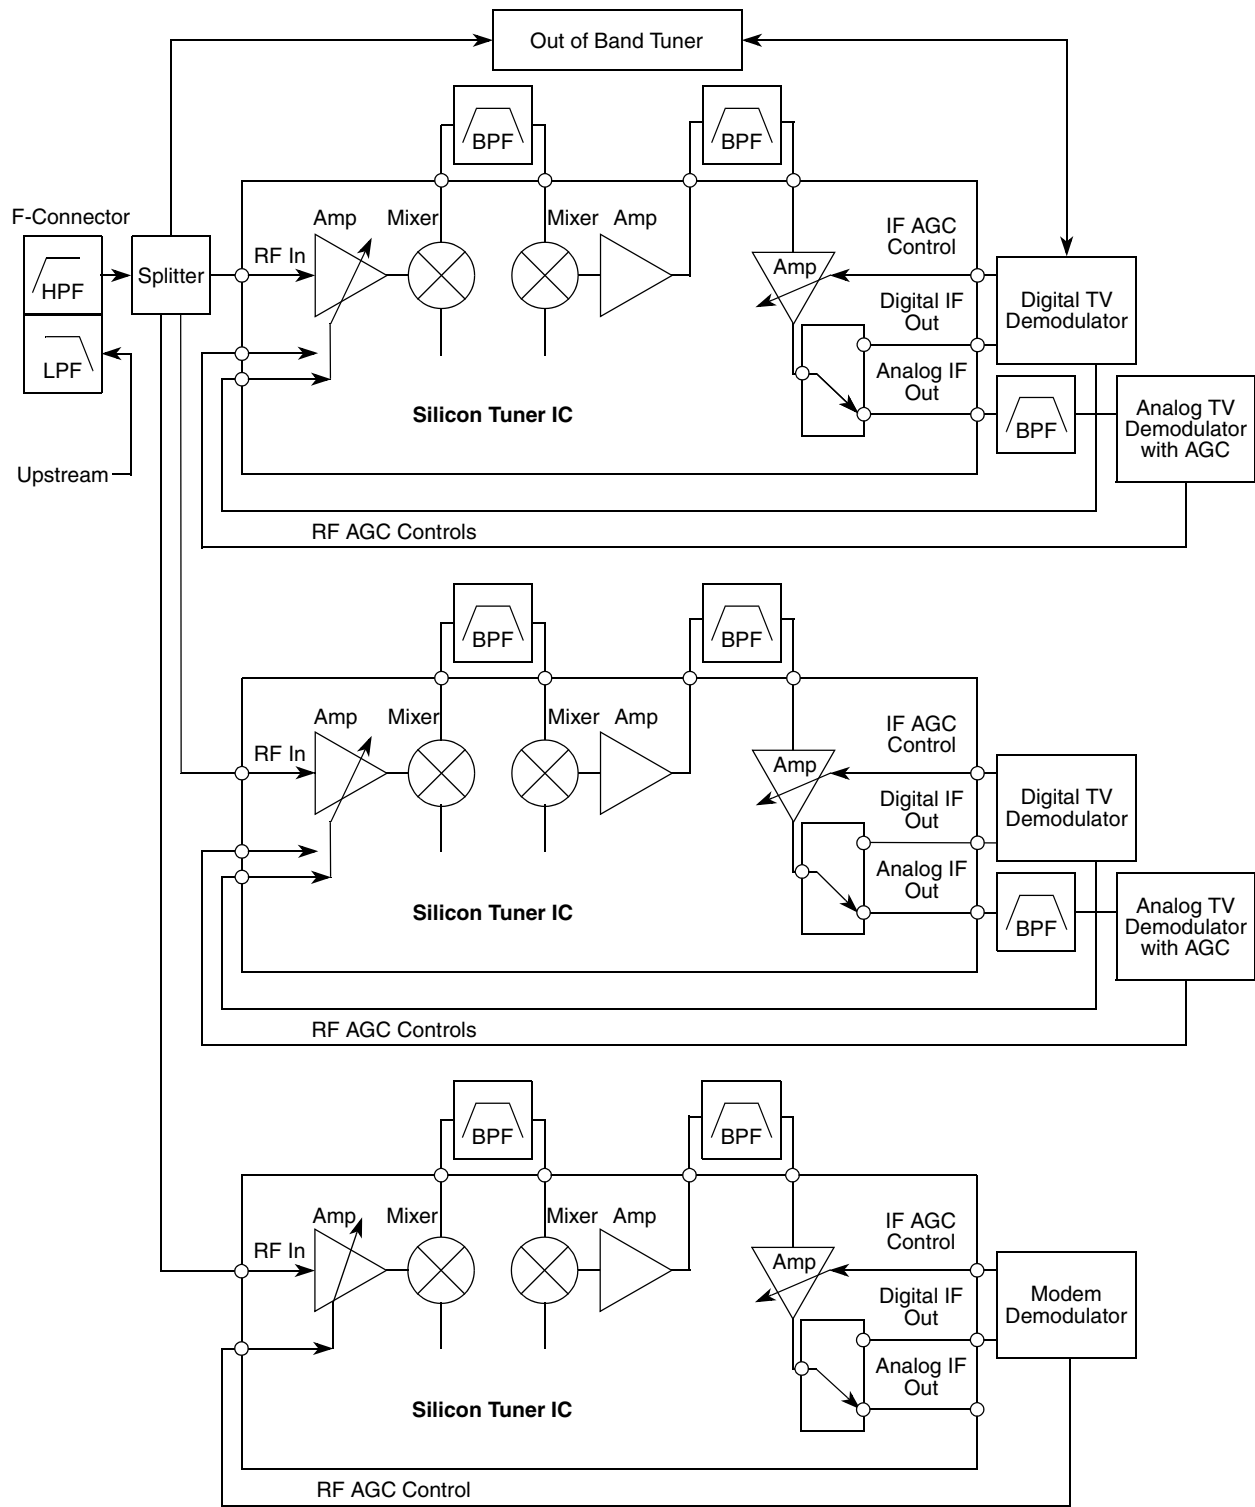 Out of Band Tuner
BPF
BPF
F-Connector
HPF
LPF
Upstream
Splitter
RF In
Amp
Mixer
Mixer
Amp
Amp
IF AGC
Control
Digital IF
Out
Analog IF
Out
Silicon Tuner IC
Digital TV
Demodulator
BPF
Analog TV
Demodulator
with AGC
RF AGC Controls
BPF
BPF
RF In
Amp
Mixer
Mixer
Amp
Amp
IF AGC
Control
Digital IF
Out
Analog IF
Out
Silicon Tuner IC
Digital TV
Demodulator
BPF
Analog TV
Demodulator
with AGC
RF AGC Controls
BPF
BPF
RF In
Amp
Mixer
Mixer
Amp
Amp
IF AGC
Control
Digital IF
Out
Analog IF
Out
Silicon Tuner IC
Modem
Demodulator
RF AGC Control